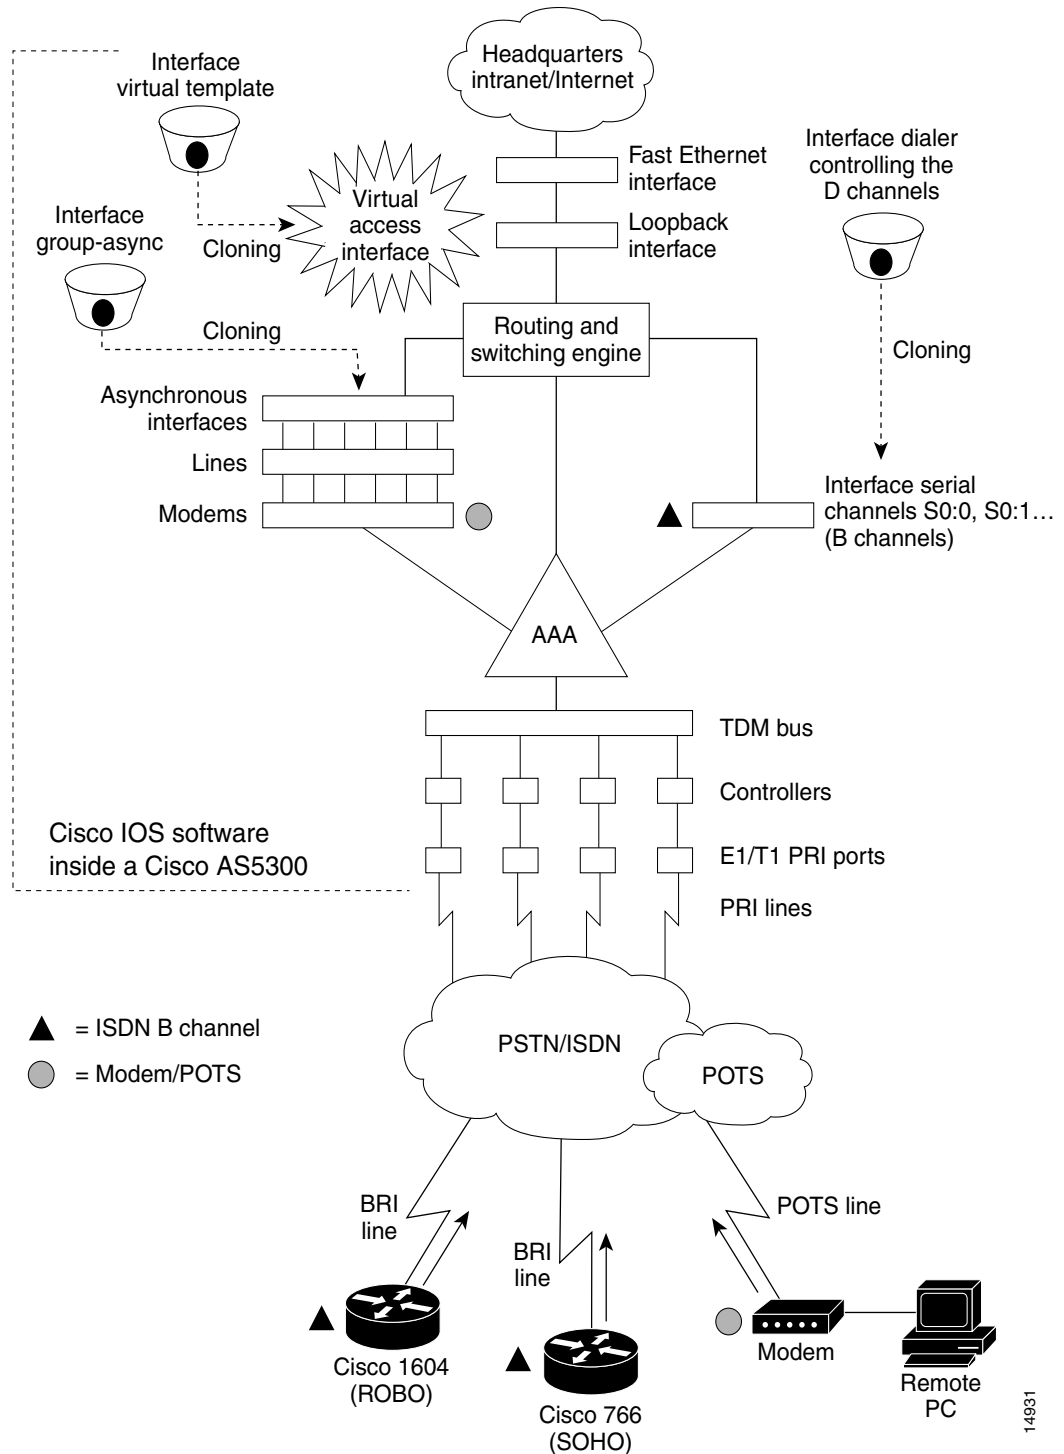 Headquarters
intranet/Internet
Interface
virtual template
Interface dialer
controlling the
D channels
Fast Ethernet
interface
Virtual
access
interface
Loopback
interface
Interface
group-async
Cloning
Cloning
Routing and
switching engine
Cloning
Asynchronous
interfaces
Lines
Modems
Interface serial
channels S0:0, S0:1…
(B channels)
AAA
TDM bus
Controllers
Cisco IOS software
inside a Cisco AS5300
E1/T1 PRI ports
PRI lines
= ISDN B channel
= Modem/POTS
PSTN/ISDN
POTS
BRI
line
BRI
line
POTS line
Cisco 1604
(ROBO)
Cisco 766
(SOHO)
Modem
Remote
PC
14931